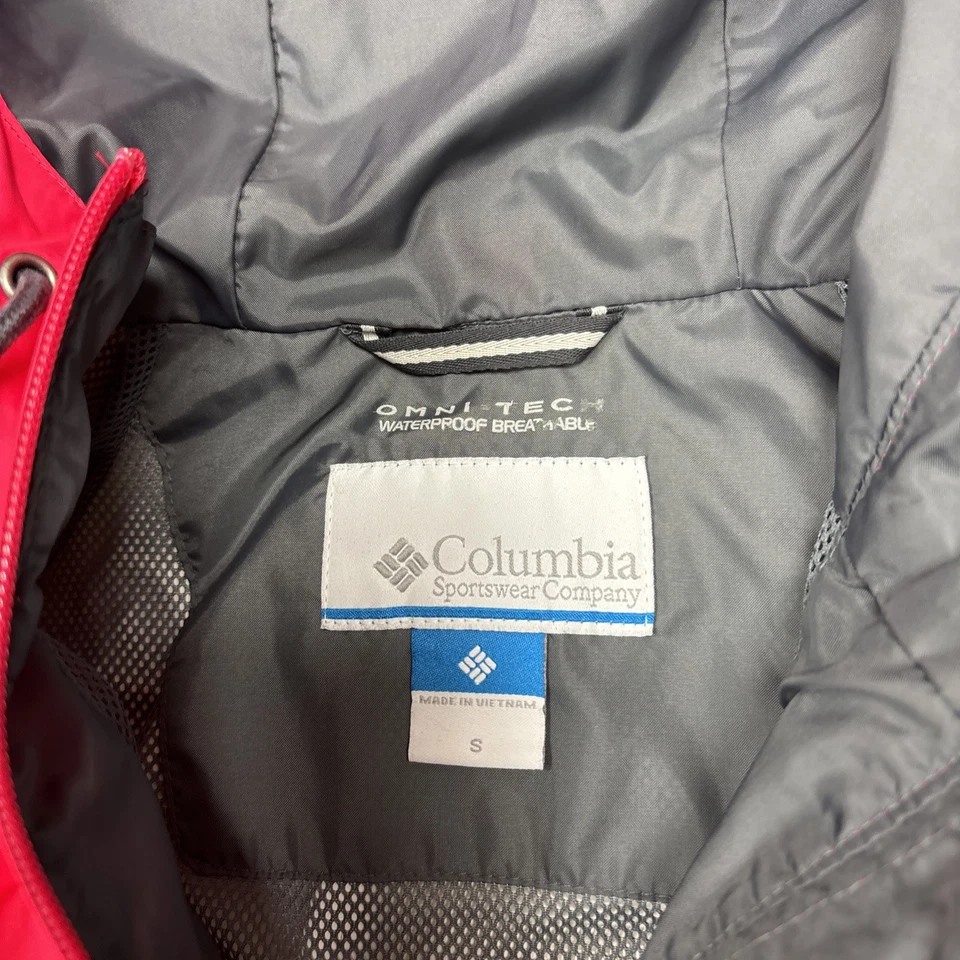 OMNI-TECH
WATERPROOF BREATHABLE
Columbia
Sportswear Company
MADE IN VIETNAM
S